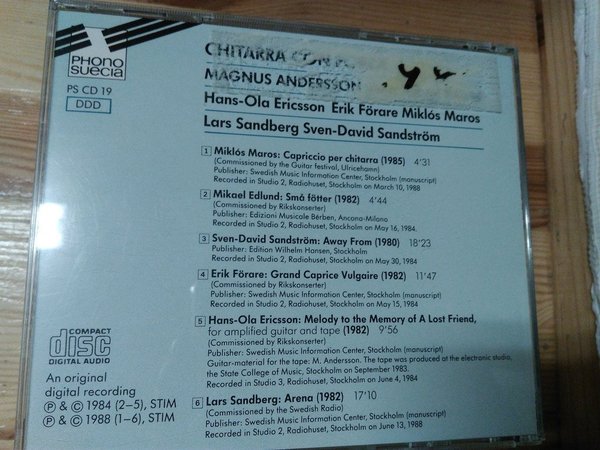 PHONO
SUECIA
PS CD 19
DDD
CHITARRA CON
MAGNUS ANDERSSON
Hans-Ola Ericsson Erik Förare Miklós Maros
Lars Sandberg Sven-David Sandström
1 Miklós Maros: Capriccio per chitarra (1985) 4'31
(Commissioned by the Guitar festival, Ulricehamn)
Publisher: Swedish Music Information Center, Stockholm (manuscript)
Recorded in Studio 2, Radiohuset, Stockholm on March 10, 1988
2 Mikael Edlund: Små fötter (1982) 4'44
(Commissioned by Rikskonserter)
Publisher: Edizioni Musicale Bèrben, Ancona-Milano
Recorded in Studio 2, Radiohuset, Stockholm on May 16, 1984.
3 Sven-David Sandström: Away From (1980) 18'23
Publisher: Edition Wilhelm Hansen, Stockholm
Recorded in Studio 2, Radiohuset, Stockholm on May 30, 1984
4 Erik Förare: Grand Caprice Vulgaire (1982) 11'47
(Commissioned by Rikskonserter)
Publisher: Swedish Music Information Center, Stockholm (manuscript)
Recorded in Studio 2, Radiohuset, Stockholm on May 15, 1984
5 Hans-Ola Ericsson: Melody to the Memory of A Lost Friend,
for amplified guitar and tape (1982) 9'56
(Commissioned by Rikskonserter)
Publisher: Swedish Music Information Center, Stockholm (manuscript)
Guitar-material for the tape: M. Andersson. The tape was produced at the electronic studio,
the State College of Music, Stockholm on September 1983.
Recorded in Studio 3, Radiohuset, Stockholm on June 4, 1984
6 Lars Sandberg: Arena (1982) 17'10
(Commissioned by the Swedish Radio)
Recorded in Studio 2, Radiohuset, Stockholm on June 13, 1988
COMPACT
disc
DIGITAL AUDIO
An original
digital recording
℗ & © 1984 (2–5), STIM
℗ & © 1988 (1–6), STIM